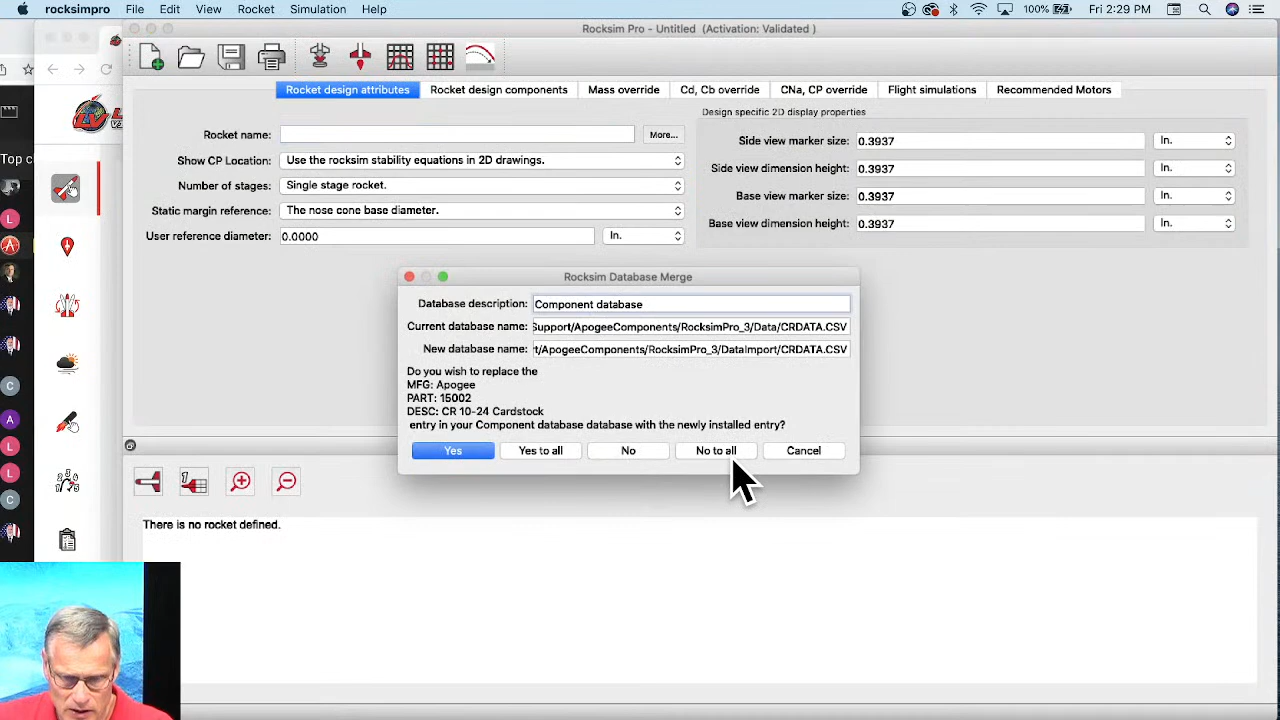 rocksimpro File Edit Rocket Simulation Help 100% Fri 2:29 PM
Rocksim Pro - Untitled (Activation: Validated )
Rocket design attributes Rocket design components Mass override Cd, Cb override CNa, CP override Flight simulations Recommended Motors
Rocket name: More...
Show CP Location: Use the rocksim stability equations in 2D drawings.
Number of stages: Single stage rocket.
Static margin reference: The nose cone base diameter.
User reference diameter: 0.0000 In.
Design specific 2D display properties
Side view marker size: 0.3937 In.
Side view dimension height: 0.3937 In.
Base view marker size: 0.3937 In.
Base view dimension height: 0.3937 In.
Rocksim Database Merge
Database description: Component database
Current database name: Support/ApogeeComponents/RocksimPro_3/Data/CRDATA.CSV
New database name: rt/ApogeeComponents/RocksimPro_3/DataImport/CRDATA.CSV
Do you wish to replace the
MFG: Apogee
PART: 15002
DESC: CR 10-24 Cardstock
entry in your Component database database with the newly installed entry?
Yes Yes to all No No to all Cancel
There is no rocket defined.
Top c
L
A
L
C
A
L
C